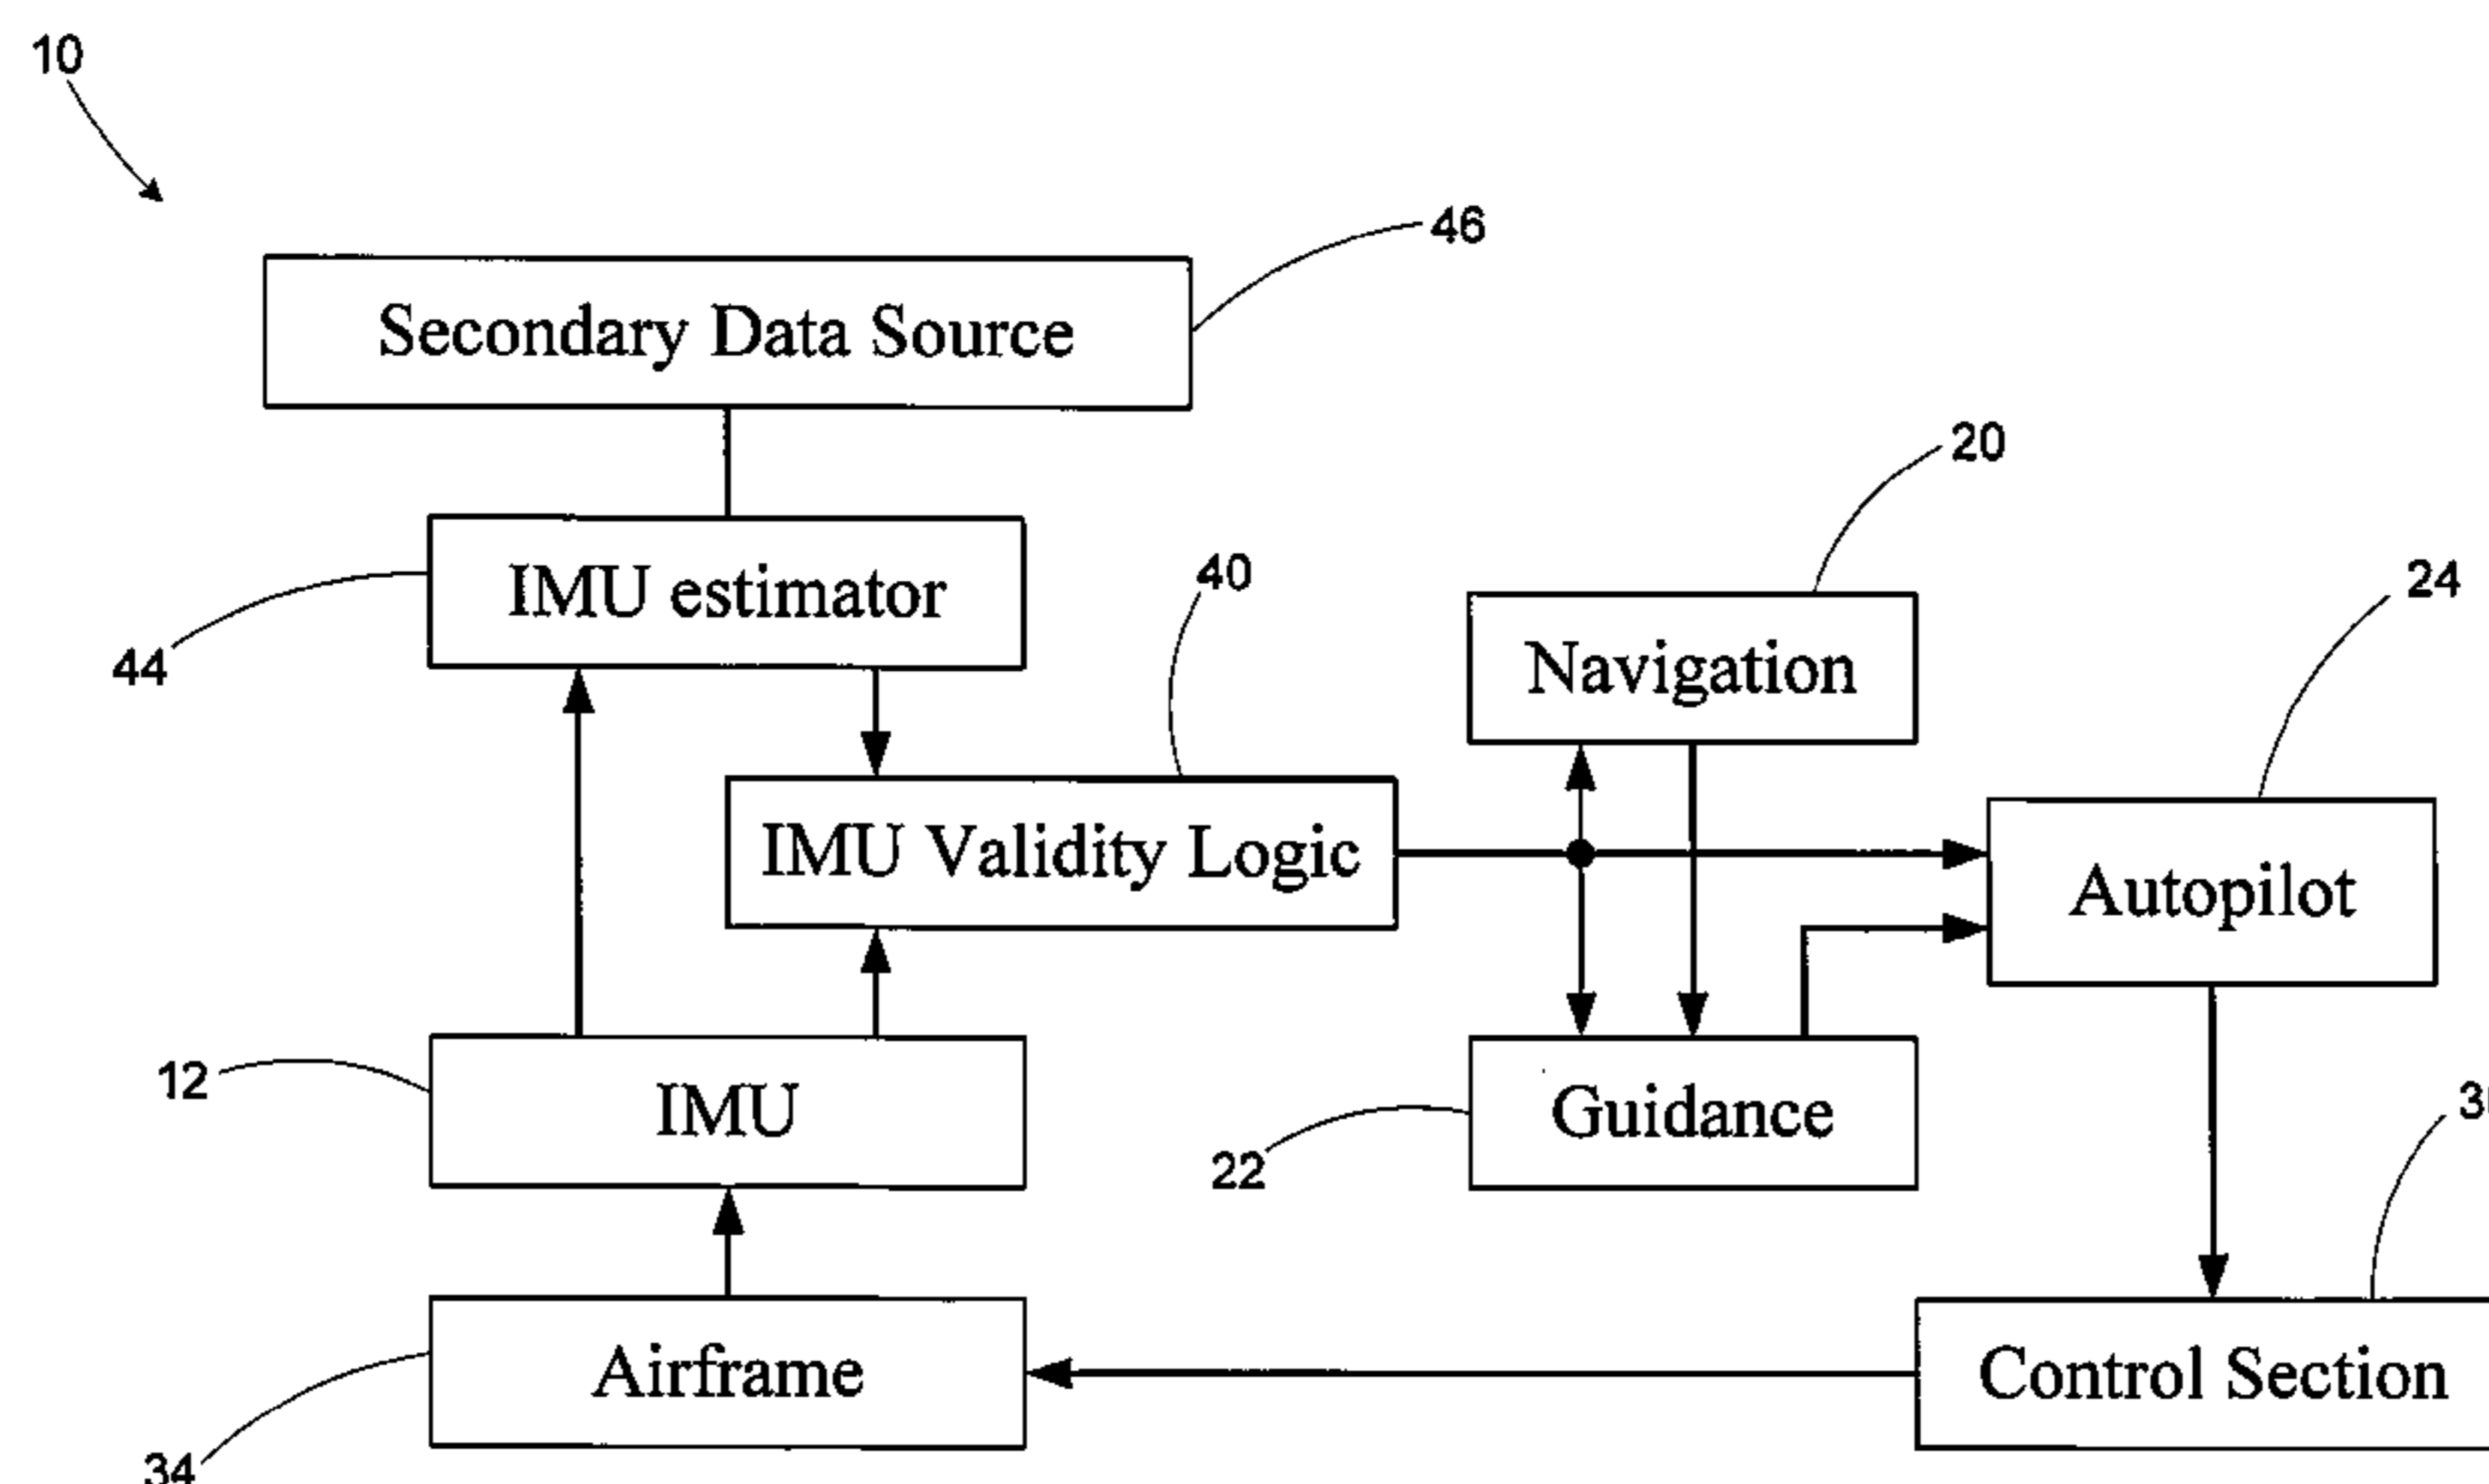 10
46
Secondary Data Source
20
40
24
IMU estimator
44
Navigation
IMU Validity Logic
Autopilot
12
IMU
Guidance
22
Airframe
Control Section
34